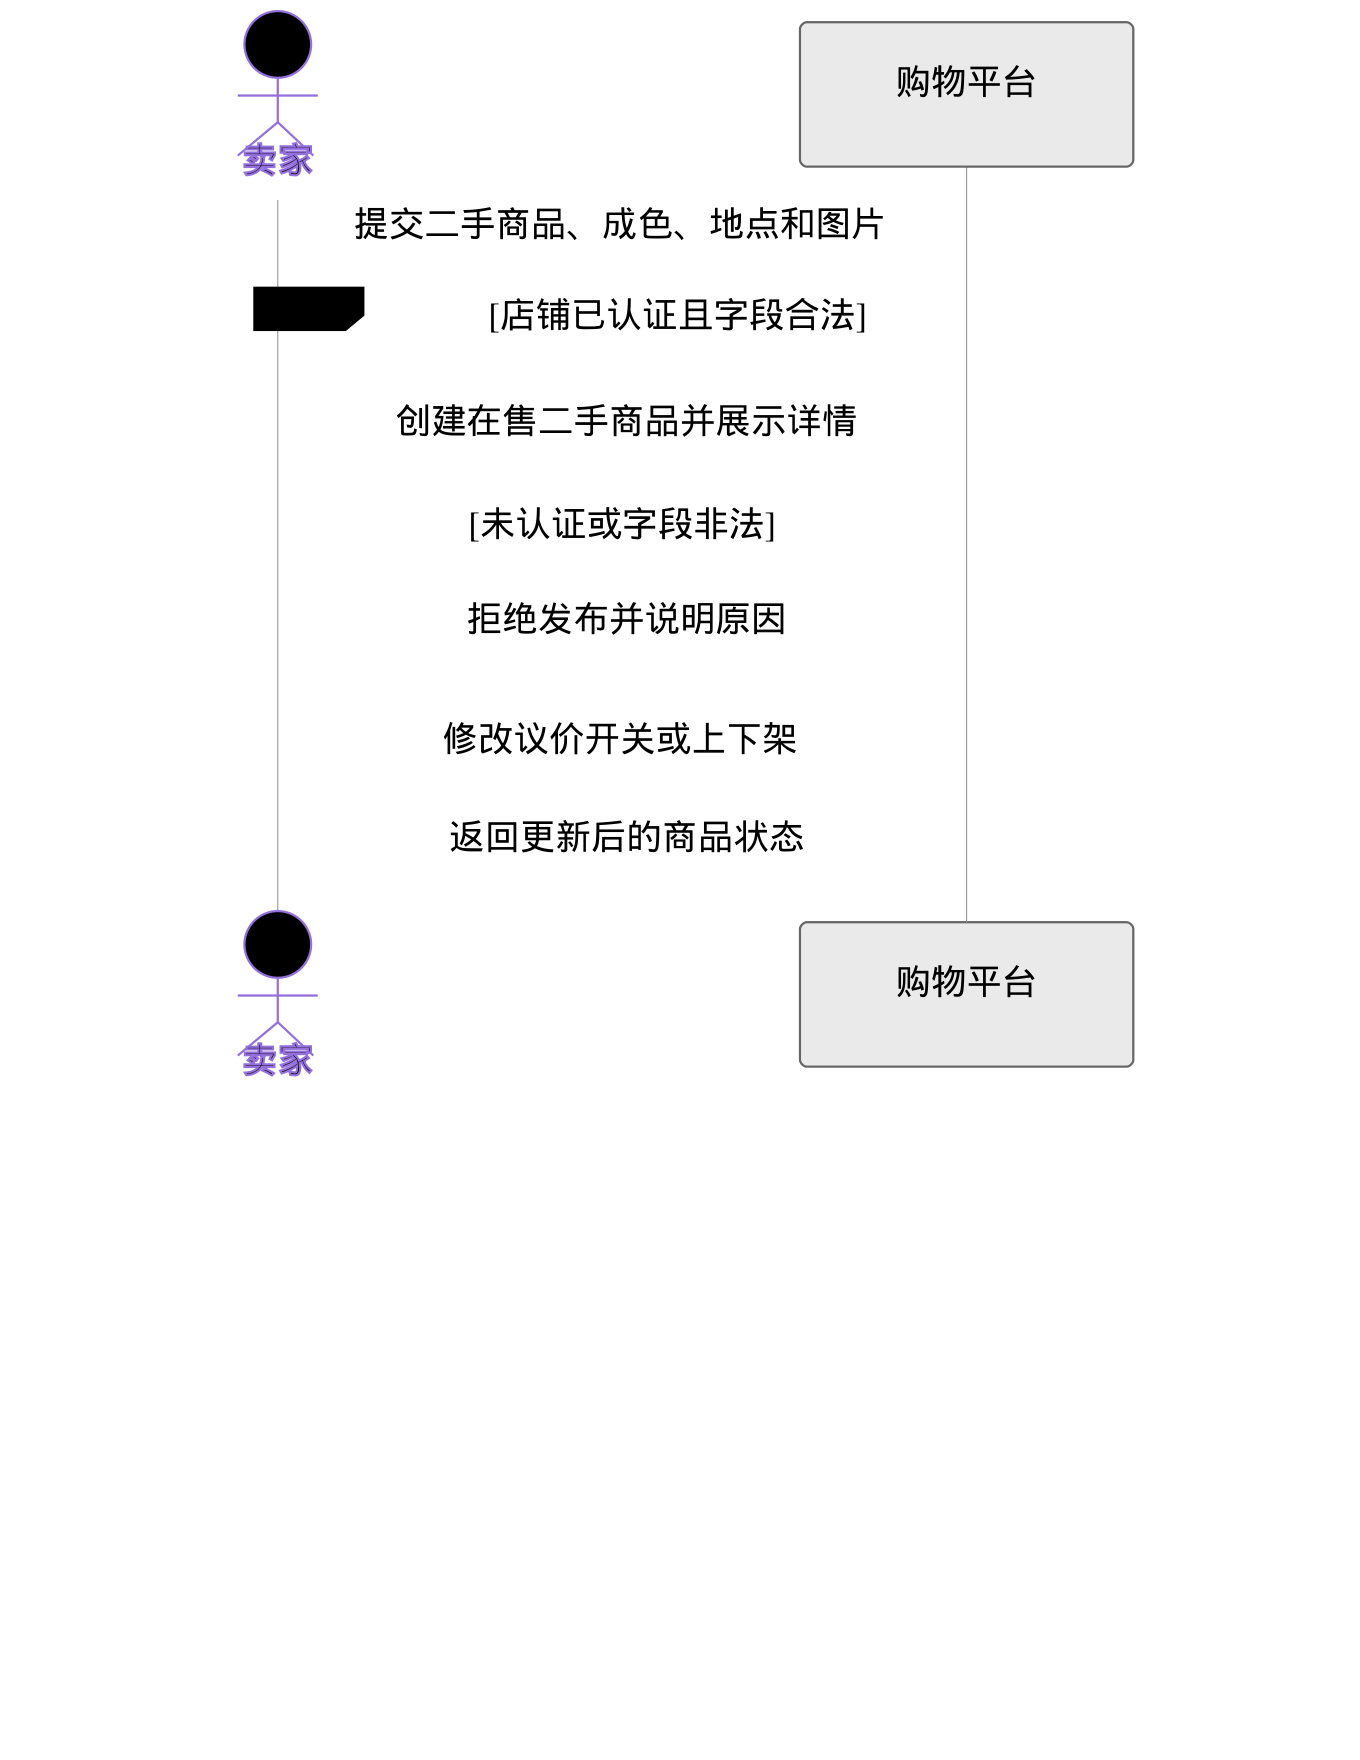 卖家
购物平台
提交二手商品、成色、地点和图片
[店铺已认证且字段合法]
创建在售二手商品并展示详情
[未认证或字段非法]
拒绝发布并说明原因
修改议价开关或上下架
返回更新后的商品状态
卖家
购物平台